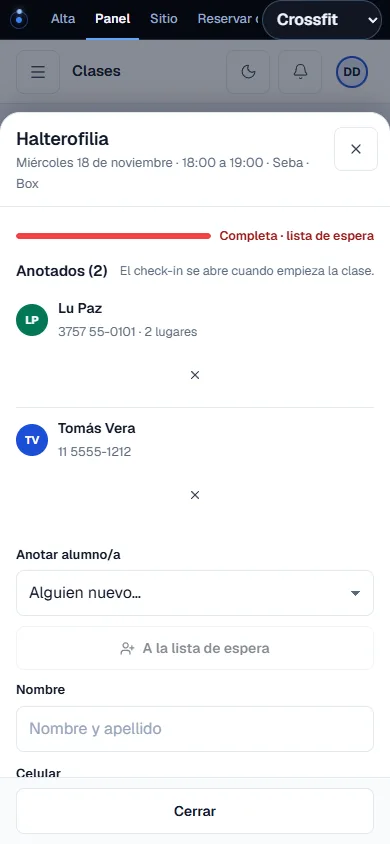 Alta Panel Sitio Reservar Crossfit
Clases DD
Halterofilia
Miércoles 18 de noviembre · 18:00 a 19:00 · Seba ·
Box
Completa · lista de espera
Anotados (2) El check-in se abre cuando empieza la clase.
LP Lu Paz
3757 55-0101 · 2 lugares
TV Tomás Vera
11 5555-1212
Anotar alumno/a
Alguien nuevo...
A la lista de espera
Nombre
Nombre y apellido
Celular
Cerrar